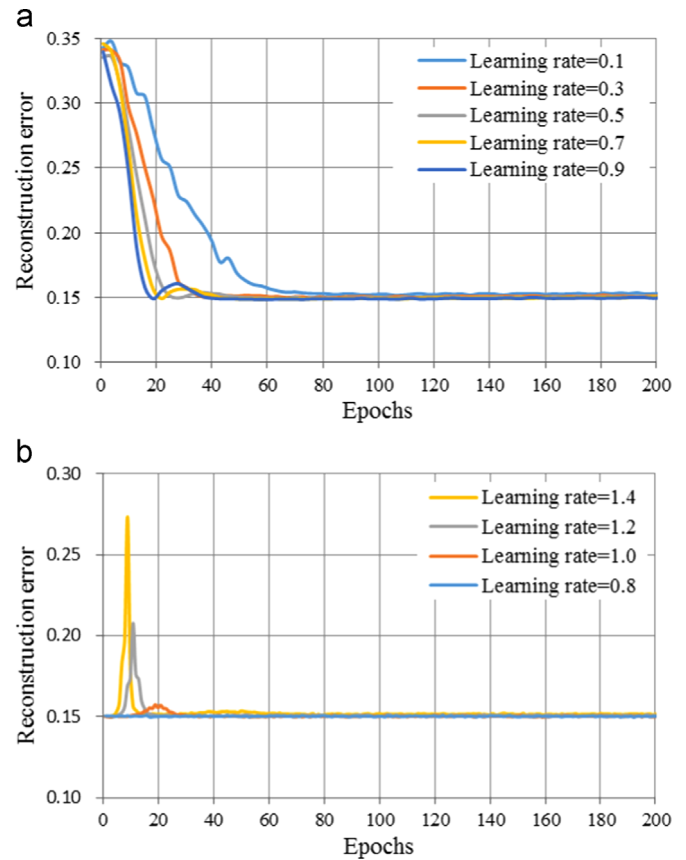 a
0.35
Learning rate=0.1
Learning rate=0.3
0.30
Learning rate=0.5
Learning rate=0.7
0.25
Learning rate=0.9
0.20
0.15
0.10
Reconstruction error
0 20 40 60 80 100 120 140 160 180 200
Epochs
b
0.30
Learning rate=1.4
Learning rate=1.2
0.25
Learning rate=1.0
Learning rate=0.8
0.20
0.15
0.10
Reconstruction error
0 20 40 60 80 100 120 140 160 180 200
Epochs